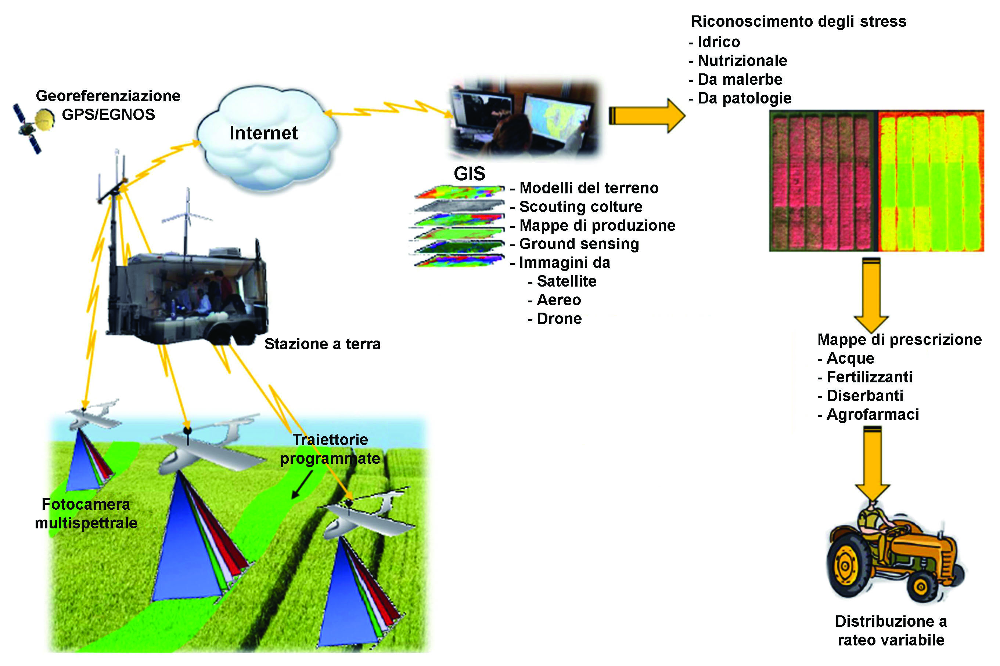 Georeferenziazione
GPS/EGNOS
Internet
Stazione a terra
Traiettorie
programmate
Fotocamera
multispettrale
GIS
- Modelli del terreno
- Scouting colture
- Mappe di produzione
- Ground sensing
- Immagini da
- Satellite
- Aereo
- Drone
Riconoscimento degli stress
- Idrico
- Nutrizionale
- Da malerbe
- Da patologie
Mappe di prescrizione
- Acque
- Fertilizzanti
- Diserbanti
- Agrofarmaci
Distribuzione a
rateo variabile